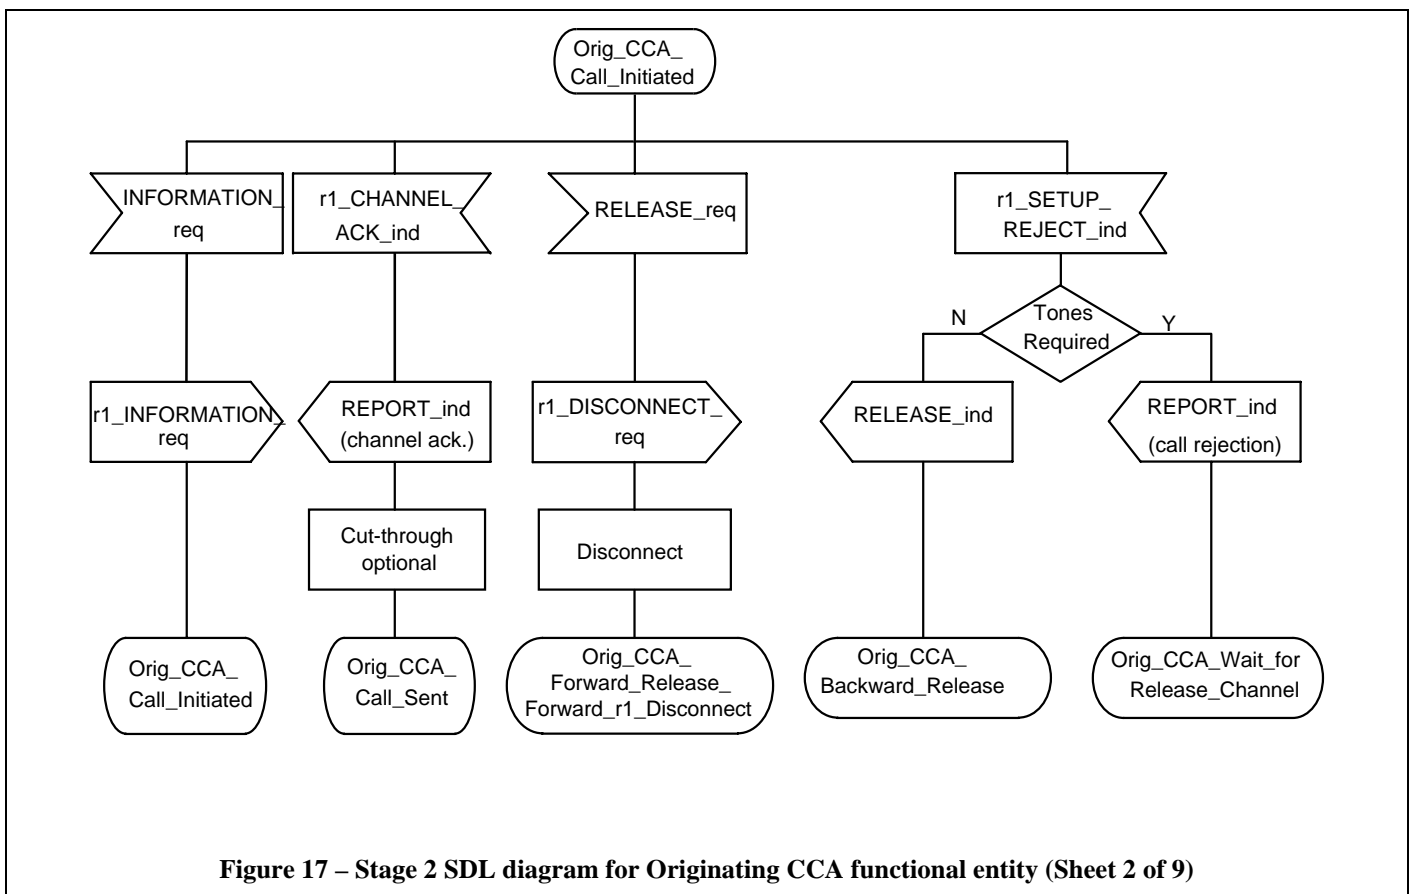 Orig_CCA_
Call_Initiated
INFORMATION_
req
r1_CHANNEL_
ACK_ind
RELEASE_req
r1_SETUP_
REJECT_ind
N
Tones
Required
Y
r1_INFORMATION_
req
REPORT_ind
(channel ack.)
r1_DISCONNECT_
req
RELEASE_ind
REPORT_ind
(call rejection)
Cut-through
optional
Disconnect
Orig_CCA_
Call_Initiated
Orig_CCA_
Call_Sent
Orig_CCA_
Forward_Release_
Forward_r1_Disconnect
Orig_CCA_
Backward_Release
Orig_CCA_Wait_for
Release_Channel
Figure 17 – Stage 2 SDL diagram for Originating CCA functional entity (Sheet 2 of 9)